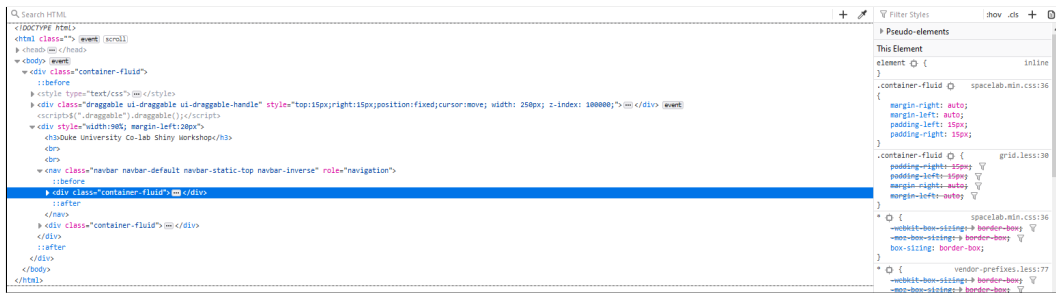 Search HTML
<!DOCTYPE html>
<html class=""> event scroll
<head> ··· </head>
<body> event
<div class="container-fluid">
::before
<style type="text/css"> ··· </style>
<div class="draggable ui-draggable ui-draggable-handle" style="top:15px;right:15px;position:fixed;cursor:move; width: 250px; z-index: 100000;"> ··· </div> event
<script>$(".draggable").draggable();</script>
<div style="width:90%; margin-left:20px">
<h3>Duke University Co-lab Shiny Workshop</h3>
<br>
<br>
<nav class="navbar navbar-default navbar-static-top navbar-inverse" role="navigation">
::before
<div class="container-fluid"> ··· </div>
::after
</nav>
<div class="container-fluid"> ··· </div>
</div>
::after
</div>
</body>
</html>
Filter Styles :hov .cls +
Pseudo-elements
This Element
element { inline
}
.container-fluid spacelab.min.css:36
{
margin-right: auto;
margin-left: auto;
padding-left: 15px;
padding-right: 15px;
}
.container-fluid { grid.less:30
padding-right: 15px;
padding-left: 15px;
margin-right: auto;
margin-left: auto;
}
* { spacelab.min.css:36
-webkit-box-sizing: border-box;
-moz-box-sizing: border-box;
box-sizing: border-box;
}
* { vendor-prefixes.less:77
-webkit-box-sizing: border-box;
-moz-box-sizing: border-box;